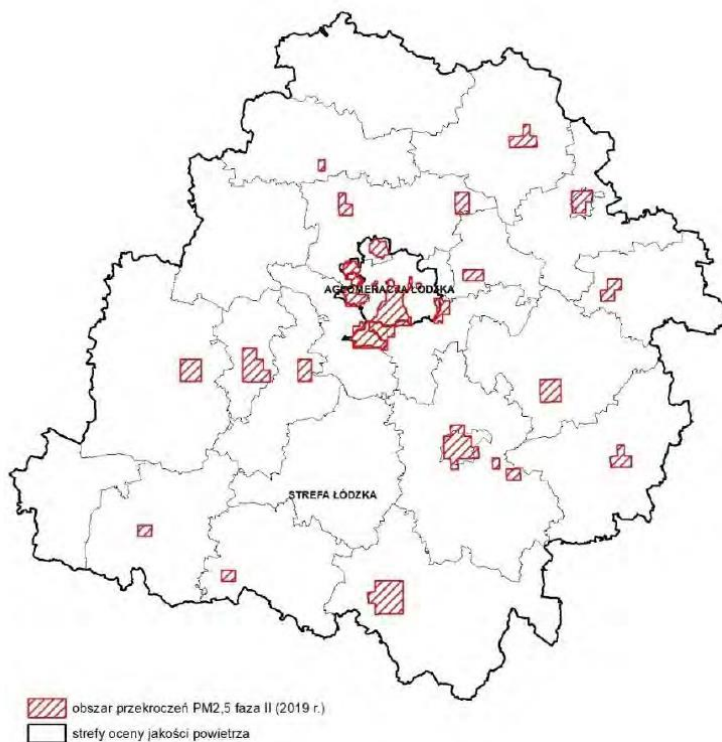 AGLOMERACJA ŁÓDZKA
STREFA ŁÓDZKA
obszar przekroczeń PM2,5 faza II (2019 r.)
strefy oceny jakości powietrza